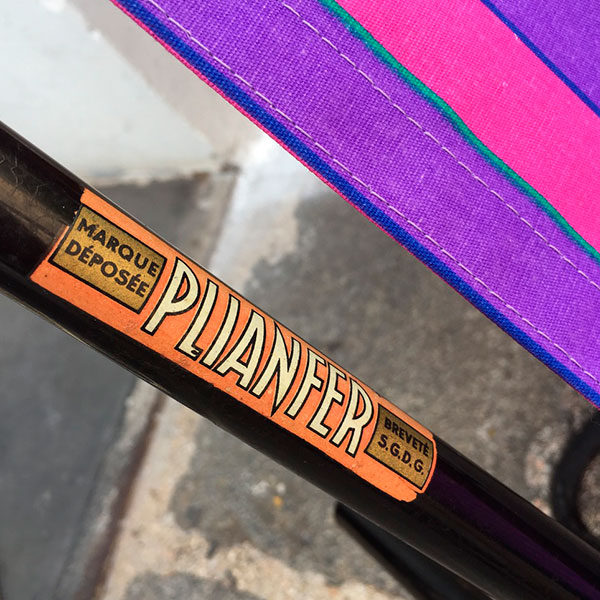 MARQUE
DÉPOSÉE
PLIANFER
BREVETÉ
S.G.D.G.